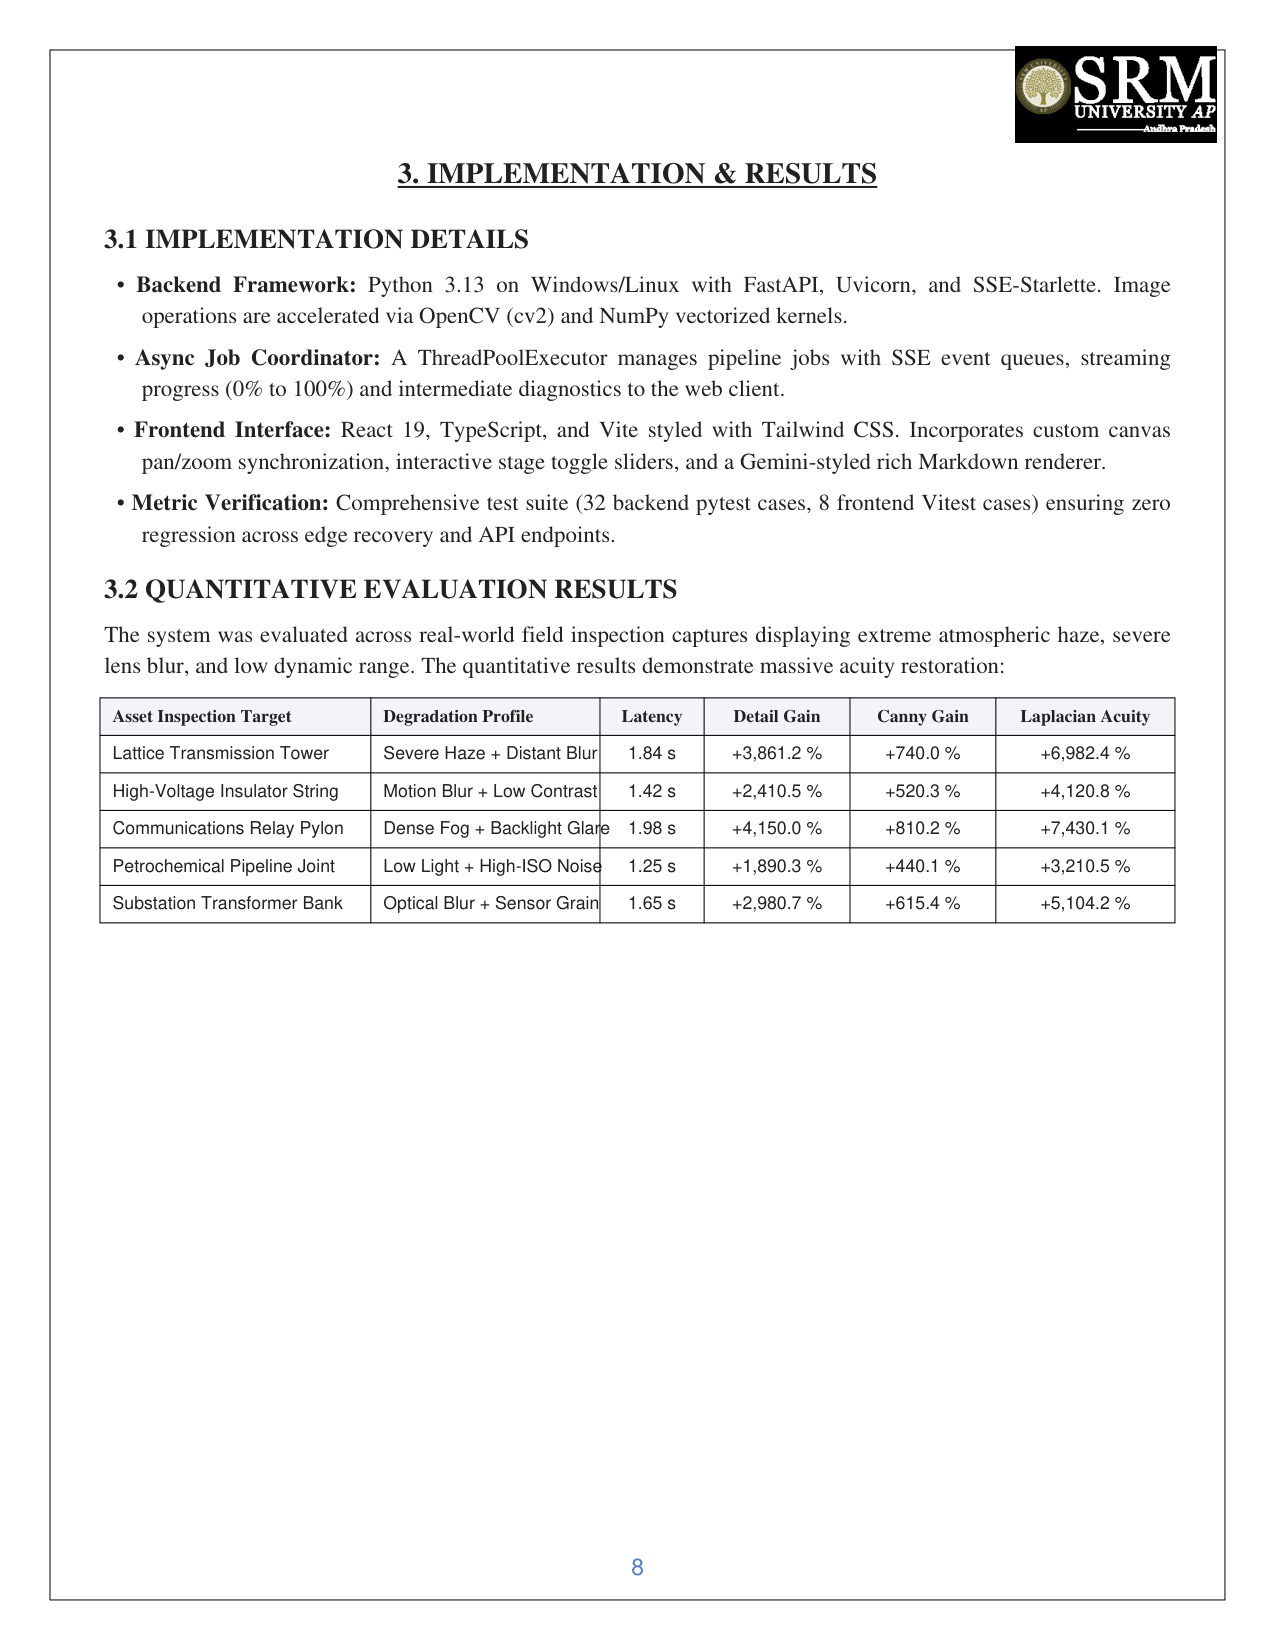 SRM
UNIVERSITY AP
Andhra Pradesh
3. IMPLEMENTATION & RESULTS
3.1 IMPLEMENTATION DETAILS
• Backend Framework: Python 3.13 on Windows/Linux with FastAPI, Uvicorn, and SSE-Starlette. Image
operations are accelerated via OpenCV (cv2) and NumPy vectorized kernels.
• Async Job Coordinator: A ThreadPoolExecutor manages pipeline jobs with SSE event queues, streaming
progress (0% to 100%) and intermediate diagnostics to the web client.
• Frontend Interface: React 19, TypeScript, and Vite styled with Tailwind CSS. Incorporates custom canvas
pan/zoom synchronization, interactive stage toggle sliders, and a Gemini-styled rich Markdown renderer.
• Metric Verification: Comprehensive test suite (32 backend pytest cases, 8 frontend Vitest cases) ensuring zero
regression across edge recovery and API endpoints.
3.2 QUANTITATIVE EVALUATION RESULTS
The system was evaluated across real-world field inspection captures displaying extreme atmospheric haze, severe
lens blur, and low dynamic range. The quantitative results demonstrate massive acuity restoration:
Asset Inspection Target Degradation Profile Latency Detail Gain Canny Gain Laplacian Acuity
Lattice Transmission Tower Severe Haze + Distant Blur 1.84 s +3,861.2 % +740.0 % +6,982.4 %
High-Voltage Insulator String Motion Blur + Low Contrast 1.42 s +2,410.5 % +520.3 % +4,120.8 %
Communications Relay Pylon Dense Fog + Backlight Glare 1.98 s +4,150.0 % +810.2 % +7,430.1 %
Petrochemical Pipeline Joint Low Light + High-ISO Noise 1.25 s +1,890.3 % +440.1 % +3,210.5 %
Substation Transformer Bank Optical Blur + Sensor Grain 1.65 s +2,980.7 % +615.4 % +5,104.2 %
8